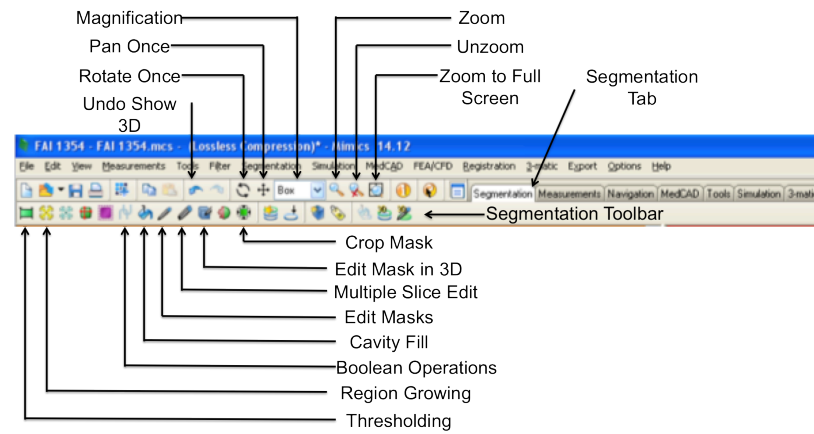 Magnification
Zoom
Pan Once
Unzoom
Rotate Once
Zoom to Full
Screen
Segmentation
Tab
Undo Show
3D
FAI 1354 - FAI 1354.mcs - (Lossless Compression)* - Mimics 14.12
File Edit View Measurements Tools Filter Segmentation Simulation MedCAD FEA/CFD Registration 3-matic Export Options Help
Box Segmentation Measurements Navigation MedCAD Tools Simulation 3-matic
Segmentation Toolbar
Crop Mask
Edit Mask in 3D
Multiple Slice Edit
Edit Masks
Cavity Fill
Boolean Operations
Region Growing
Thresholding